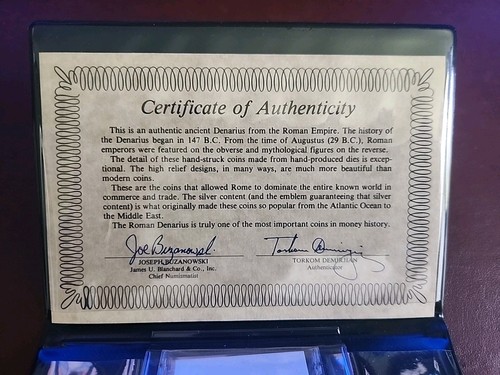 Certificate of Authenticity
This is an authentic ancient Denarius from the Roman Empire. The history of
the Denarius began in 147 B.C. From the time of Augustus (29 B.C.), Roman
emperors were featured on the obverse and mythological figures on the reverse.
The detail of these hand-struck coins made from hand-produced dies is excep-
tional. The high relief designs, in many ways, are much more beautiful than
modern coins.
These are the coins that allowed Rome to dominate the entire known world in
commerce and trade. The silver content (and the emblem guaranteeing that silver
content) is what originally made these coins so popular from the Atlantic Ocean to
the Middle East.
The Roman Denarius is truly one of the most important coins in money history.
Joe Buzanowski
Torkom Demirjian
JOSEPH BUZANOWSKI
TORKOM DEMIRJIAN
James U. Blanchard & Co., Inc.
Authenticator
Chief Numismatist